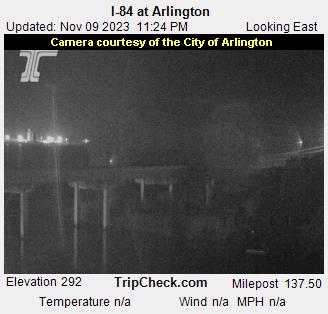 I-84 at Arlington
Updated: Nov 09 2023 11:24 PM Looking East
Camera courtesy of the City of Arlington
Elevation 292 TripCheck.com Milepost 137.50
Temperature n/a Wind n/a MPH n/a